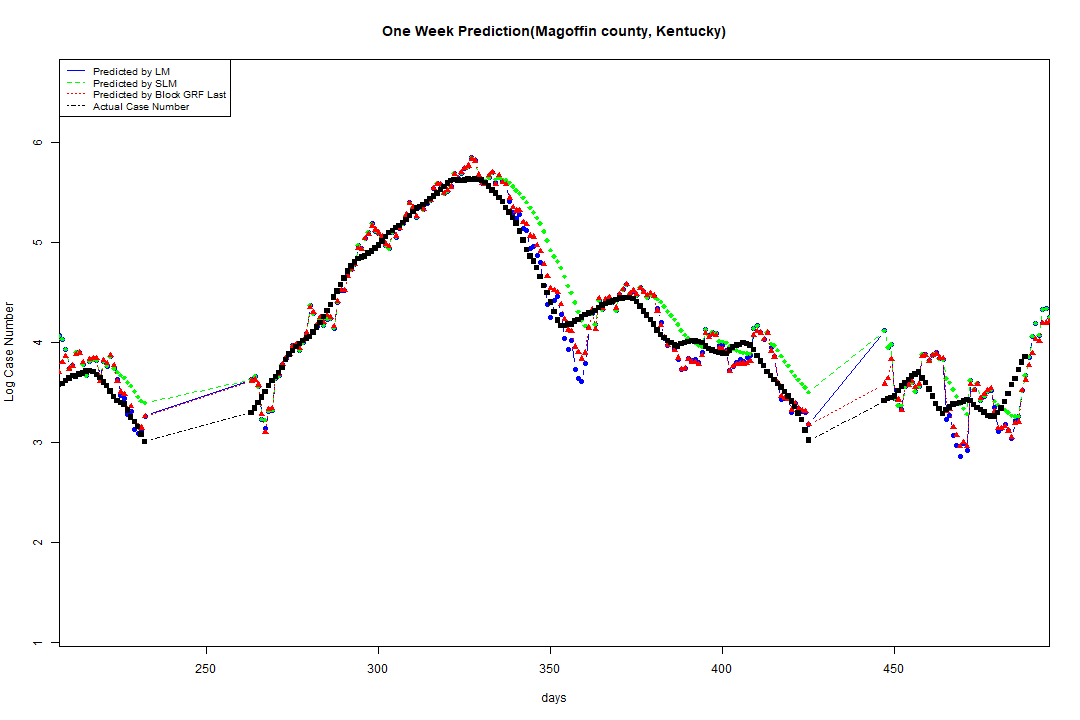 One Week Prediction(Magoffin county, Kentucky)
Predicted by LM
Predicted by SLM
Predicted by Block GRF Last
Actual Case Number
Log Case Number
6
5
4
3
2
1
250 300 350 400 450
days